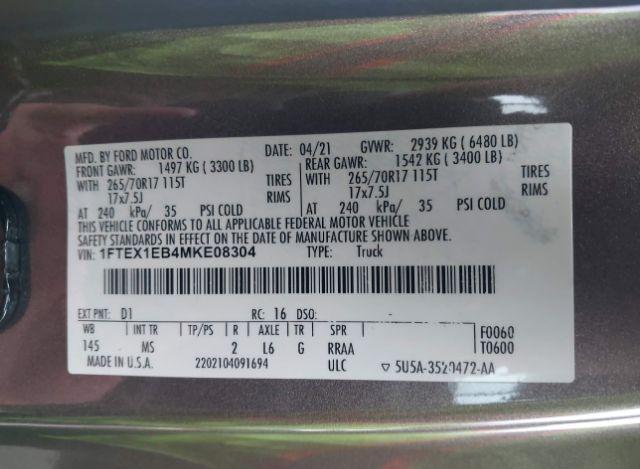 MFD. BY FORD MOTOR CO. DATE: 04/21 GVWR: 2939 KG ( 6480 LB)
FRONT GAWR: 1497 KG ( 3300 LB) REAR GAWR: 1542 KG ( 3400 LB)
WITH 265/70R17 115T TIRES WITH 265/70R17 115T TIRES
17x7.5J RIMS 17x7.5J RIMS
AT 240 kPa/ 35 PSI COLD AT 240 kPa/ 35 PSI COLD
THIS VEHICLE CONFORMS TO ALL APPLICABLE FEDERAL MOTOR VEHICLE
SAFETY STANDARDS IN EFFECT ON THE DATE OF MANUFACTURE SHOWN ABOVE.
VIN: 1FTEX1EB4MKE08304 TYPE: Truck
EXT PNT: D1 RC: 16 DSO:
WB INT TR TP/PS R AXLE TR SPR F0060
145 MS 2 L6 G RRAA T0600
MADE IN U.S.A. 2202104091694 ULC ▽ 5U5A-3520472-AA